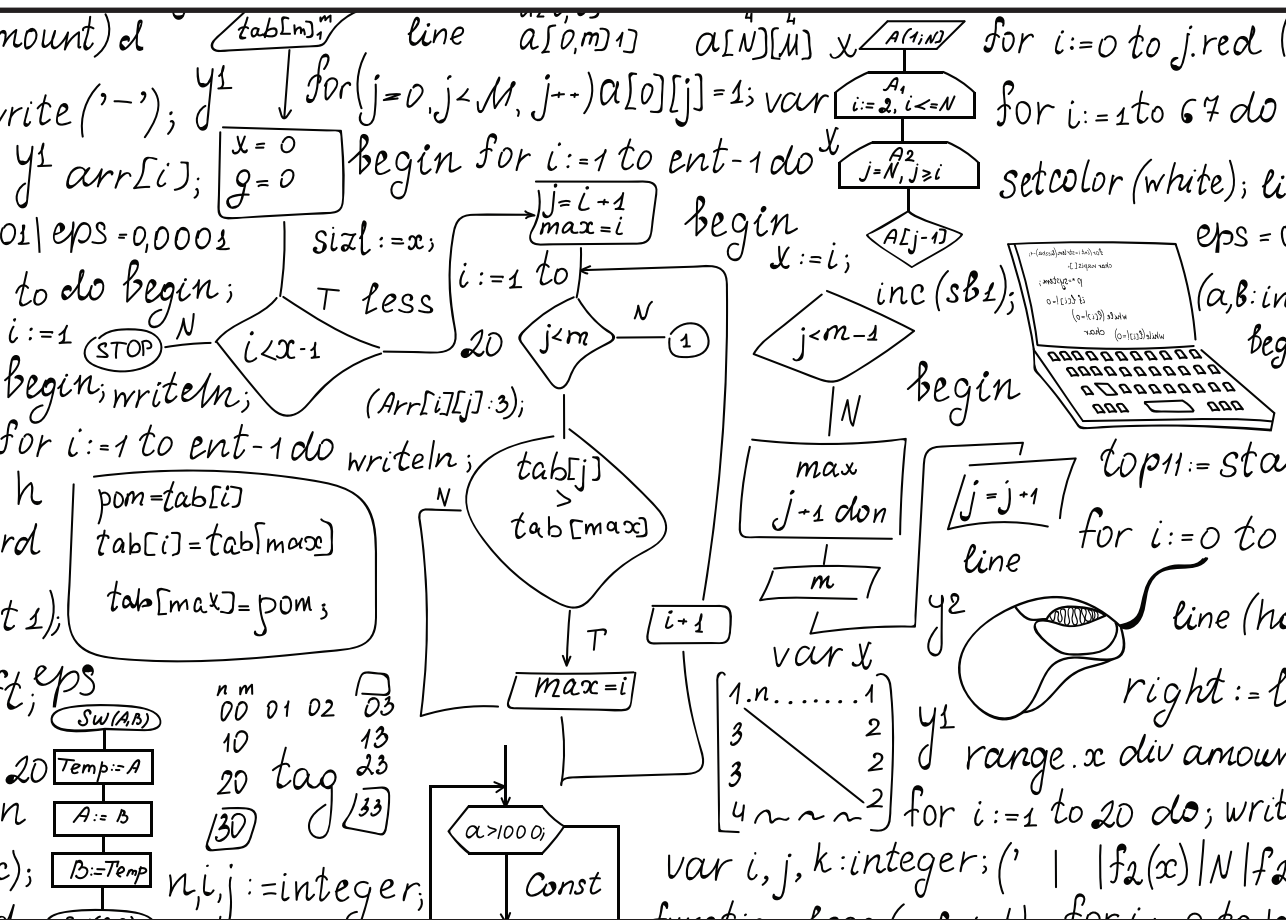 mount) d
tab[m]₁ᵐ
line
a[0,m]1]
a[N][M]
X
A(1;N)
for i:=0 to j.red (
write ('-');
y1
for(j=0, j<M, j++)a[0][j]=1; var
A₁
i:=2, i<=N
for i:=1 to 67 do
y1 arr[i];
x = 0
g = 0
begin for i:=1 to ent-1 do
X
A2
j=N, j≥i
setcolor (white);
01| eps =0,0001
sizl:=x;
j=i+1
max=i
begin
x:=i;
A[j-1]
eps =
to do begin;
T less
i:=1 to
inc (sb1);
(a,b:in
i:=1
STOP
N
i<x-1
20
j<m
N
1
j<m-1
begin; writeln;
(Arr[i][j]:3);
N
begin
for i:=1 to ent-1 do
writeln;
tab[j]
>
tab[max]
N
max
j+1 don
j=j+1
top11:= sta
h
pom=tab[i]
tab[i]=tab[max]
tab[max]=pom;
rd
line
for i:=0 to
m
y2
t 1);
i+1
line (ha
T
var X
ft; eps
max=i
right:=
n m
00 01 02 03
10 13
20 tag 23
30 33
1.n.......1
3 2
3 2
4 ~ ~ ~ 2
y1
range.x div amoun
SW(A,B)
20
Temp:=A
n
A:=B
B:=Temp
a>1000;
for i:=1 to 20 do; writ
c);
n,i,j:=integer;
Const
var i, j, k:integer; (' | |f2(x)|N|f2